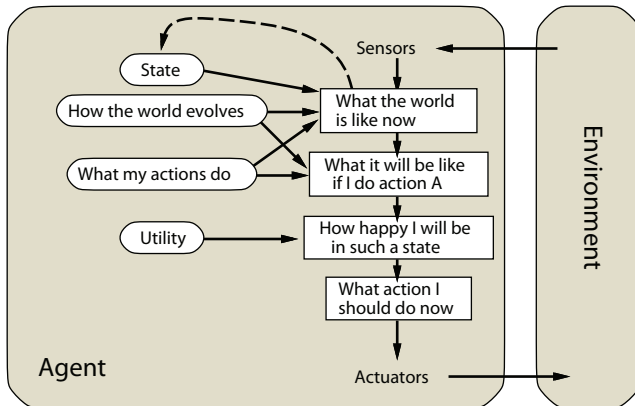 Sensors
State
How the world evolves
What the world
is like now
What my actions do
What it will be like
if I do action A
Utility
How happy I will be
in such a state
What action I
should do now
Agent
Actuators
Environment